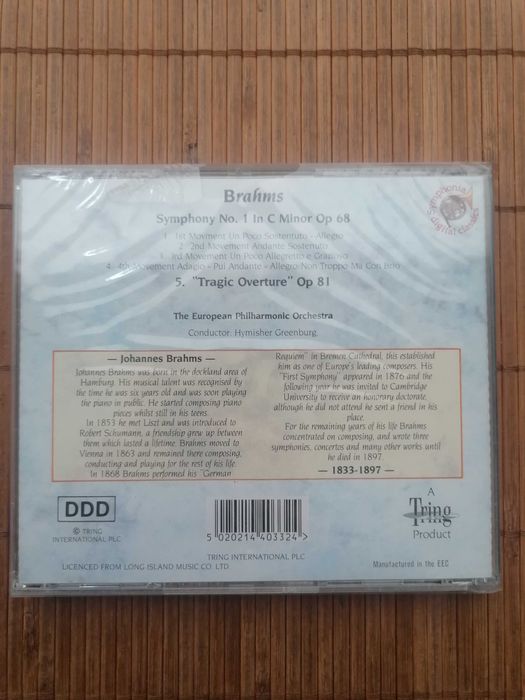 Brahms
Symphony No. 1 In C Minor Op 68
1. 1st Movment Un Poco Sostentuto - Allegro
2. 2nd Movement Andante Sostenuto
3. 3rd Movement Un Poco Allegretto e Grazioso
4. 4th Movement Adagio - Pui Andante - Allegro Non Troppo Ma Con Brio
5. "Tragic Overture" Op 81
Symphonia digital classics
The European Philharmonic Orchestra
Conductor: Hymisher Greenburg.
— Johannes Brahms —
Johannes Brahms was born in the dockland area of
Hamburg. His musical talent was recognised by
the time he was six years old and was soon playing
the piano in public. He started composing piano
pieces whilst still in his teens.
In 1853 he met Liszt and was introduced to
Robert Schumann, a friendship grew up between
them which lasted a lifetime. Brahms moved to
Vienna in 1863 and remained there composing,
conducting and playing for the rest of his life.
In 1868 Brahms performed his "German
Requiem" in Bremen Cathedral, this established
him as one of Europe's leading composers. His
"First Symphony" appeared in 1876 and the
following year he was invited to Cambridge
University to receive an honorary doctorate,
although he did not attend he sent a friend in his
place.
For the remaining years of his life Brahms
concentrated on composing, and wrote three
symphonies, concertos and many other works until
he died in 1897.
— 1833-1897 —
DDD
© TRING
INTERNATIONAL PLC
5 020214 403324 >
TRING INTERNATIONAL PLC
LICENCED FROM LONG ISLAND MUSIC CO. LTD.
A
Tring
Product
Manufactured in the EEC